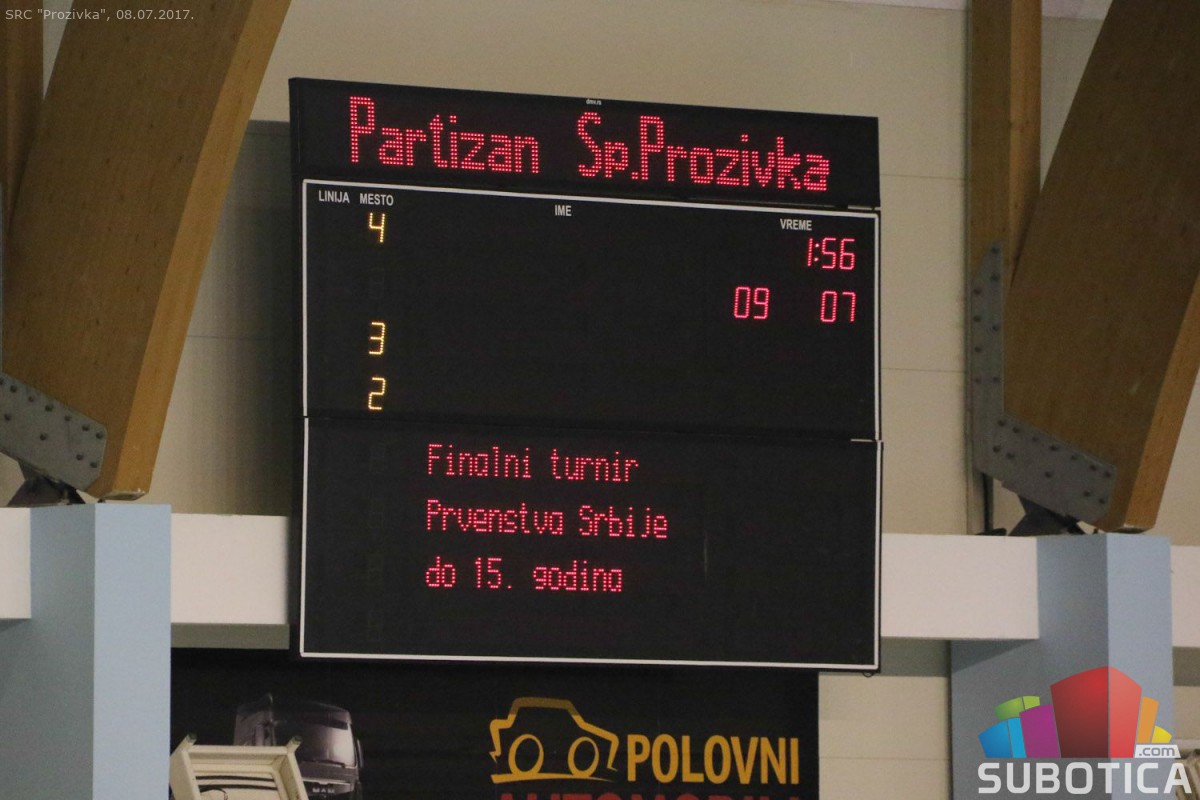 SRC "Prozivka", 08.07.2017.
Partizan Sp.Prozivka
LINIJA MESTO IME VREME
4 1:56
09 07
3
2
Finalni turnir
Prvenstva Srbije
do 15. godina
POLOVNI
AUTOMOBILI
.com
SUBOTICA